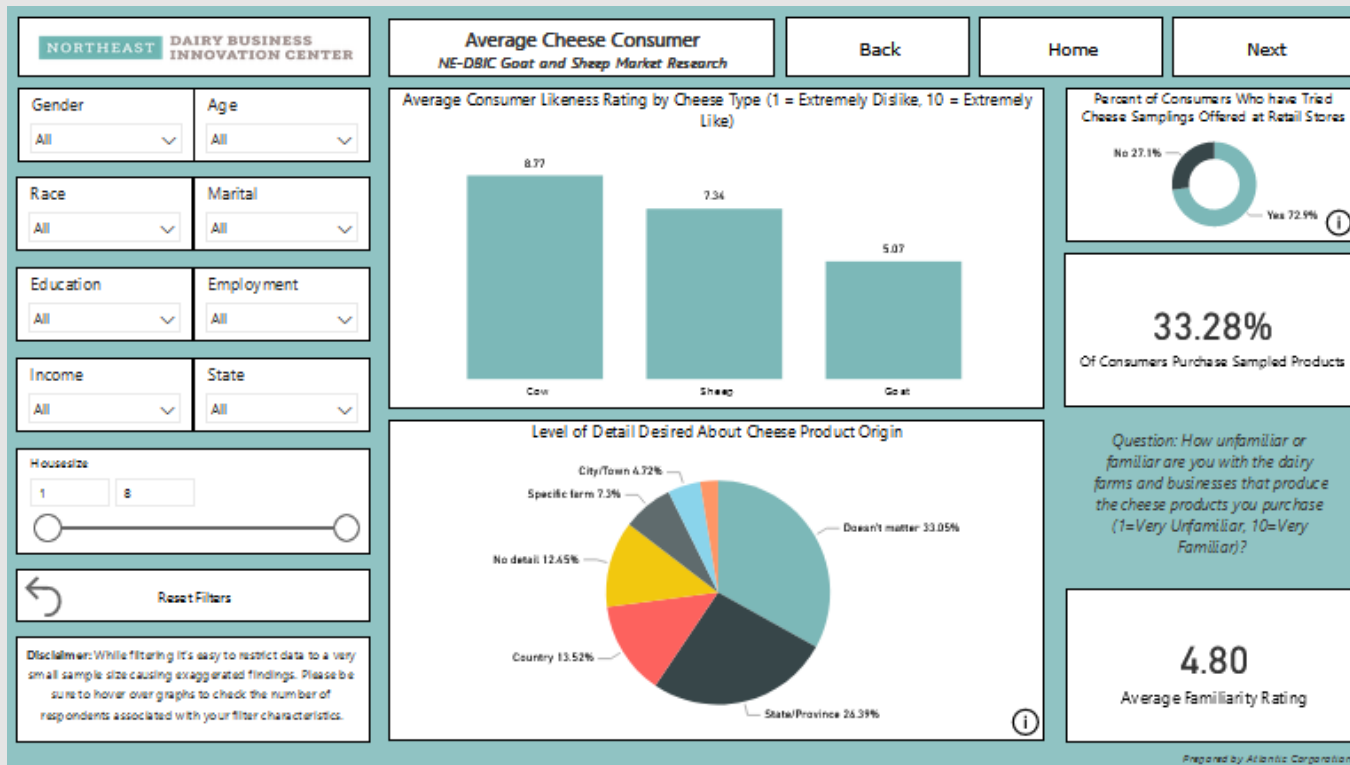 NORTHEAST
DAIRY BUSINESS
INNOVATION CENTER
Average Cheese Consumer
NE-DBIC Goat and Sheep Market Research
Back
Home
Next
Gender
All
Age
All
Race
All
Marital
All
Education
All
Employment
All
Income
All
State
All
Housesize
1
8
Reset Filters
Disclaimer: While filtering it's easy to restrict data to a very
small sample size causing exaggerated findings. Please be
sure to hover over graphs to check the number of
respondents associated with your filter characteristics.
Average Consumer Likeness Rating by Cheese Type (1 = Extremely Dislike, 10 = Extremely
Like)
8.77
7.34
5.07
Cow
Sheep
Goat
Level of Detail Desired About Cheese Product Origin
City/Town 4.72%
Specific farm 7.3%
No detail 12.45%
Country 13.52%
State/Province 26.39%
Doesn't matter 33.05%
Percent of Consumers Who have Tried
Cheese Samplings Offered at Retail Stores
No 27.1%
Yes 72.9%
33.28%
Of Consumers Purchase Sampled Products
Question: How unfamiliar or
familiar are you with the dairy
farms and businesses that produce
the cheese products you purchase
(1=Very Unfamiliar, 10=Very
Familiar)?
4.80
Average Familiarity Rating
Prepared by Atlantic Corporation